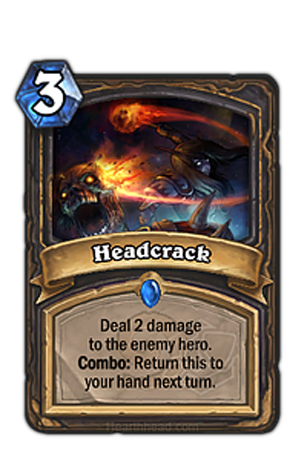 3
Headcrack
Deal 2 damage
to the enemy hero.
Combo: Return this to
your hand next turn.
Hearthhead.com